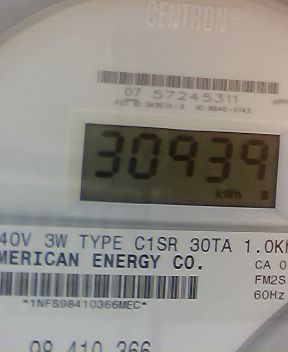 CENTRON®
07 57245311
30939
kWh
40V 3W TYPE C1SR 30TA 1.0K
MERICAN ENERGY CO.
CA 0
FM2S
60Hz
*1NFS98410366MEC*
98 410 366